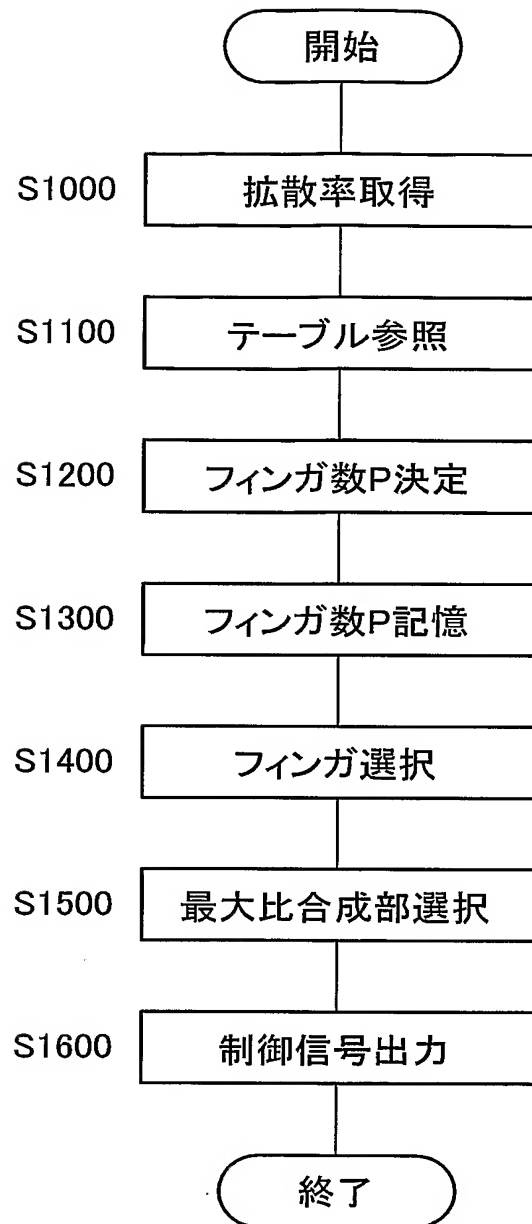 開始
S1000 拡散率取得
S1100 テーブル参照
S1200 フィンガ数P決定
S1300 フィンガ数P記憶
S1400 フィンガ選択
S1500 最大比合成部選択
S1600 制御信号出力
終了